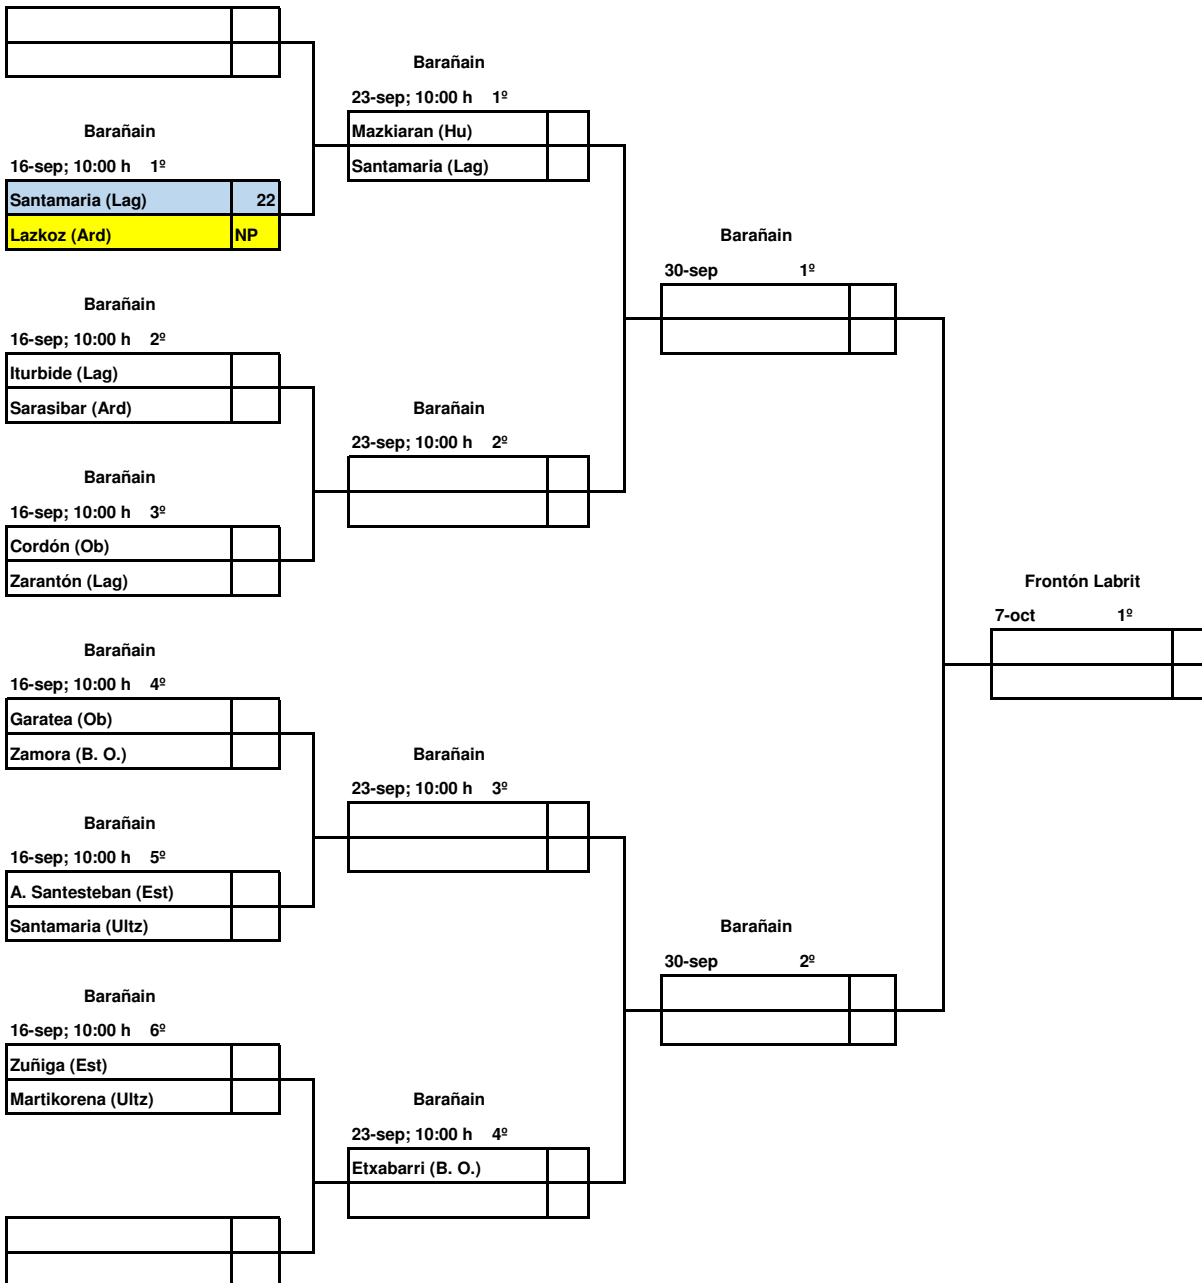 Barañain
16-sep; 10:00 h 1º
Santamaria (Lag) 22
Lazkoz (Ard) NP
Barañain
16-sep; 10:00 h 2º
Iturbide (Lag)
Sarasibar (Ard)
Barañain
16-sep; 10:00 h 3º
Cordón (Ob)
Zarantón (Lag)
Barañain
16-sep; 10:00 h 4º
Garatea (Ob)
Zamora (B. O.)
Barañain
16-sep; 10:00 h 5º
A. Santesteban (Est)
Santamaria (Ultz)
Barañain
16-sep; 10:00 h 6º
Zuñiga (Est)
Martikorena (Ultz)
Barañain
23-sep; 10:00 h 1º
Mazkiaran (Hu)
Santamaria (Lag)
Barañain
23-sep; 10:00 h 2º
Barañain
23-sep; 10:00 h 3º
Barañain
23-sep; 10:00 h 4º
Etxabarri (B. O.)
Barañain
30-sep 1º
Barañain
30-sep 2º
Frontón Labrit
7-oct 1º